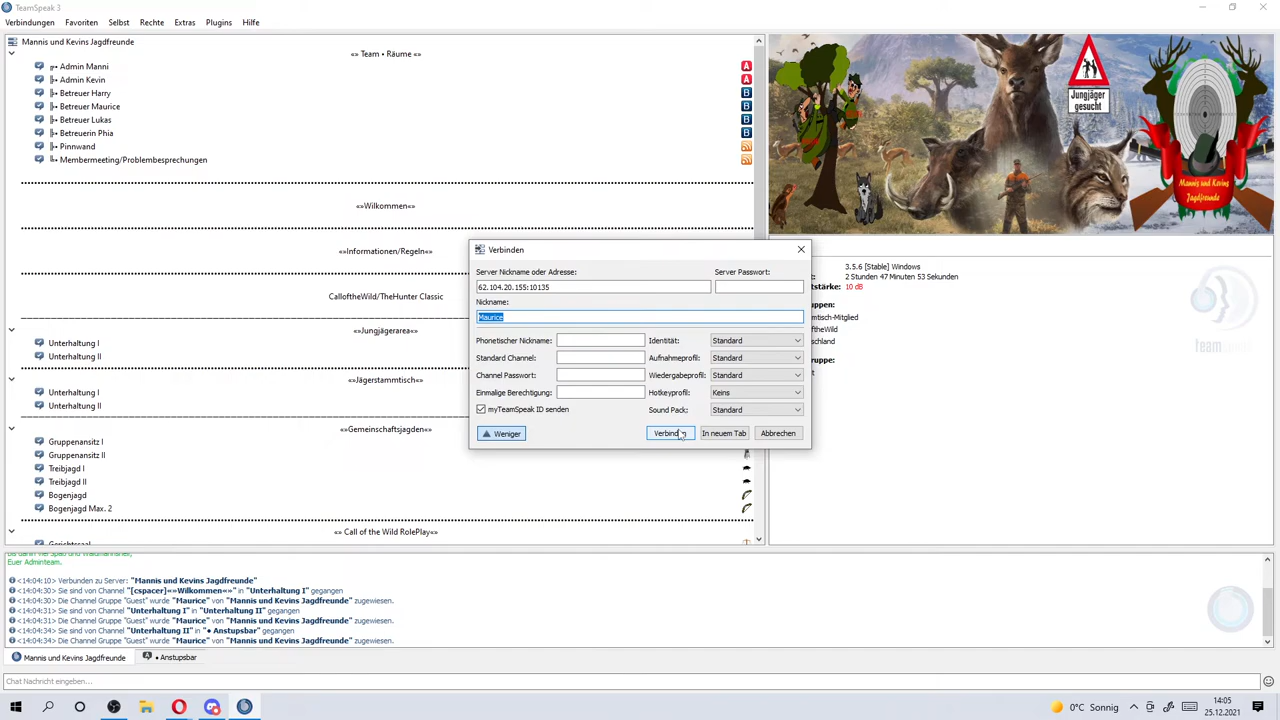 TeamSpeak 3
Verbindungen Favoriten Selbst Rechte Extras Plugins Hilfe
Mannis und Kevins Jagdfreunde
«» Team • Räume «»
Admin Manni
Admin Kevin
Betreuer Harry
Betreuer Maurice
Betreuer Lukas
Betreuerin Phia
Pinnwand
Membermeeting/Problembesprechungen
«»Wilkommen«»
«»Informationen/Regeln«»
CalloftheWild/TheHunter Classic
«»Jungjägerarea«»
Unterhaltung I
Unterhaltung II
«»Jägerstammtisch«»
Unterhaltung I
Unterhaltung II
«»Gemeinschaftsjagden«»
Gruppenansitz I
Gruppenansitz II
Treibjagd I
Treibjagd II
Bogenjagd
Bogenjagd Max. 2
«» Call of the Wild RolePlay«»
Jungjäger
gesucht
Mannis und Kevins
Jagdfreunde
3.5.6 [Stable] Windows
2 Stunden 47 Minuten 53 Sekunden
tstärke: 10 dB
uppen:
mtisch-Mitglied
ftheWild
schland
uppe:
t
teamspeak
Verbinden
Server Nickname oder Adresse: Server Passwort:
62.104.20.155:10135
Nickname:
Maurice
Phonetischer Nickname: Identität: Standard
Standard Channel: Aufnahmeprofil: Standard
Channel Passwort: Wiedergabeprofil: Standard
Einmalige Berechtigung: Hotkeyprofil: Keins
myTeamSpeak ID senden Sound Pack: Standard
Weniger Verbinden In neuem Tab Abbrechen
Euer Adminteam.
<14:04:10> Verbunden zu Server: "Mannis und Kevins Jagdfreunde"
<14:04:30> Sie sind von Channel "[cspacer]«»Wilkommen«»" in "Unterhaltung I" gegangen
<14:04:30> Die Channel Gruppe "Guest" wurde "Maurice" von "Mannis und Kevins Jagdfreunde" zugewiesen.
<14:04:31> Sie sind von Channel "Unterhaltung I" in "Unterhaltung II" gegangen
<14:04:31> Die Channel Gruppe "Guest" wurde "Maurice" von "Mannis und Kevins Jagdfreunde" zugewiesen.
<14:04:34> Sie sind von Channel "Unterhaltung II" in "• Anstupsbar" gegangen
<14:04:34> Die Channel Gruppe "Guest" wurde "Maurice" von "Mannis und Kevins Jagdfreunde" zugewiesen.
Mannis und Kevins Jagdfreunde • Anstupsbar
Chat Nachricht eingeben...
0°C Sonnig
14:05
25.12.2021